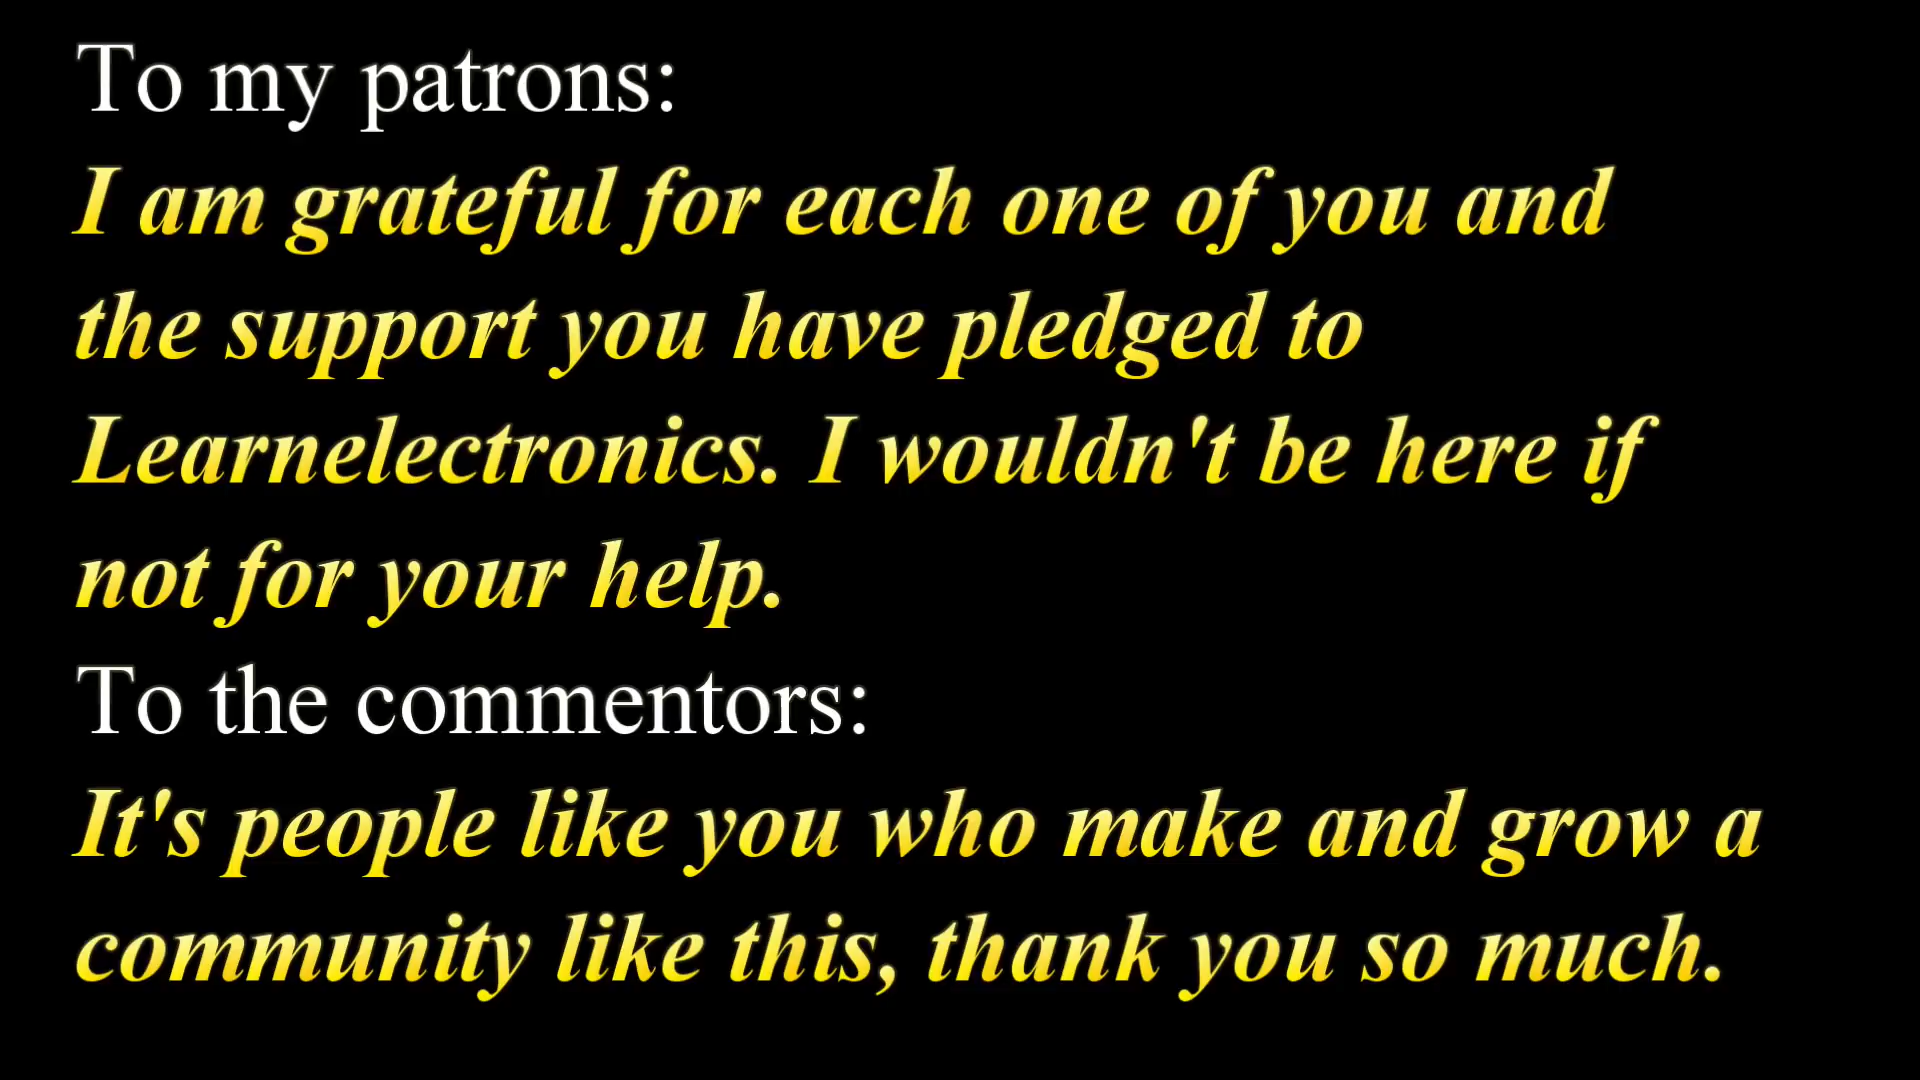 To my patrons:
I am grateful for each one of you and
the support you have pledged to
Learnelectronics. I wouldn't be here if
not for your help.
To the commentors:
It's people like you who make and grow a
community like this, thank you so much.